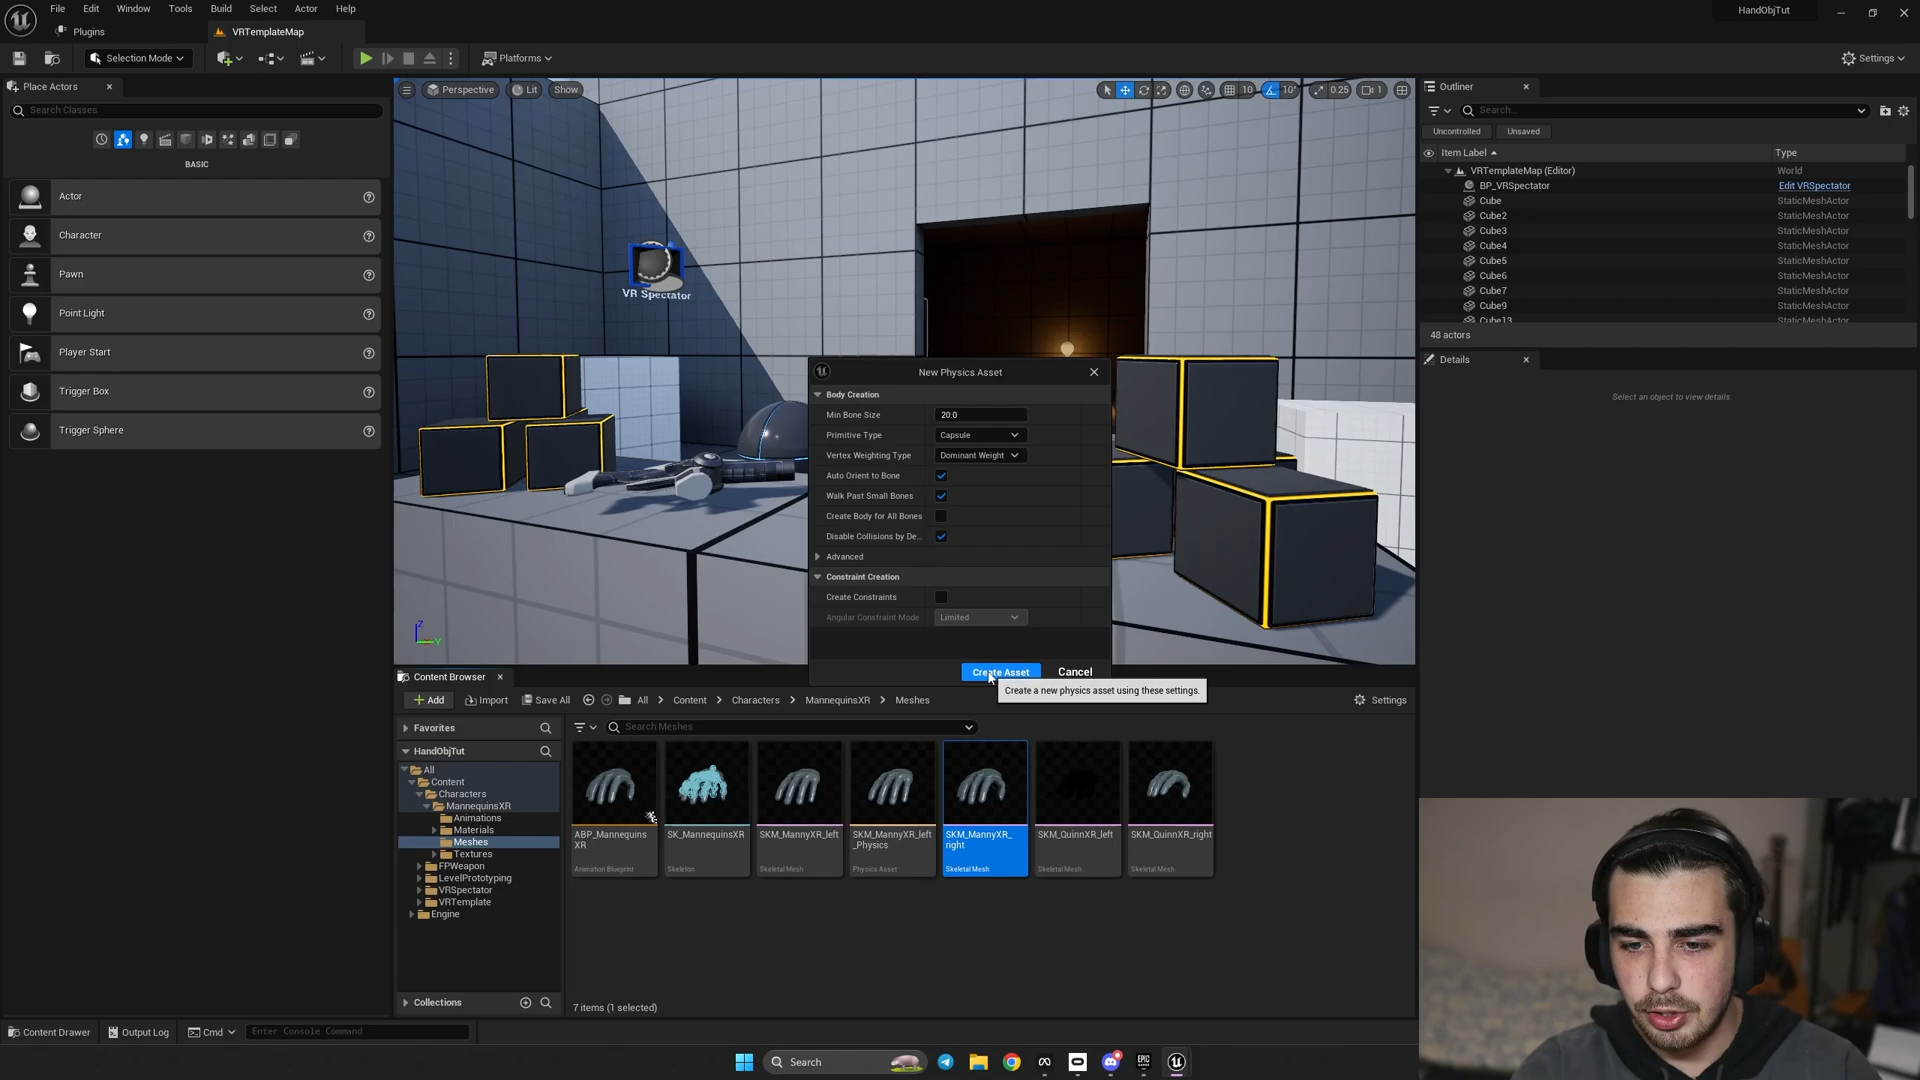 File Edit Window Tools Build Select Actor Help
HandObjTut
Plugins
VRTemplateMap
Selection Mode
Platforms
Settings
Place Actors
Search Classes
BASIC
Actor
Character
Pawn
Point Light
Player Start
Trigger Box
Trigger Sphere
Perspective
Lit
Show
10
10°
0.25
1
VR Spectator
Z
Y
New Physics Asset
Body Creation
Min Bone Size 20.0
Primitive Type Capsule
Vertex Weighting Type Dominant Weight
Auto Orient to Bone
Walk Past Small Bones
Create Body for All Bones
Disable Collisions by De...
Advanced
Constraint Creation
Create Constraints
Angular Constraint Mode Limited
Create Asset Cancel
Create a new physics asset using these settings.
Outliner
Search...
Uncontrolled Unsaved
Item Label Type
VRTemplateMap (Editor) World
BP_VRSpectator Edit VRSpectator
Cube StaticMeshActor
Cube2 StaticMeshActor
Cube3 StaticMeshActor
Cube4 StaticMeshActor
Cube5 StaticMeshActor
Cube6 StaticMeshActor
Cube7 StaticMeshActor
Cube9 StaticMeshActor
Cube13 StaticMeshActor
48 actors
Details
Select an object to view details.
Content Browser
Add Import Save All All Content Characters MannequinsXR Meshes Settings
Favorites
Search Meshes
HandObjTut
All
Content
Characters
MannequinsXR
Animations
Materials
Meshes
Textures
FPWeapon
LevelPrototyping
VRSpectator
VRTemplate
Engine
Collections
ABP_Mannequins
XR
Animation Blueprint
SK_MannequinsXR
Skeleton
SKM_MannyXR_left
Skeletal Mesh
SKM_MannyXR_left
_Physics
Physics Asset
SKM_MannyXR_
right
Skeletal Mesh
SKM_QuinnXR_left
Skeletal Mesh
SKM_QuinnXR_right
Skeletal Mesh
7 items (1 selected)
Content Drawer Output Log Cmd Enter Console Command
Search